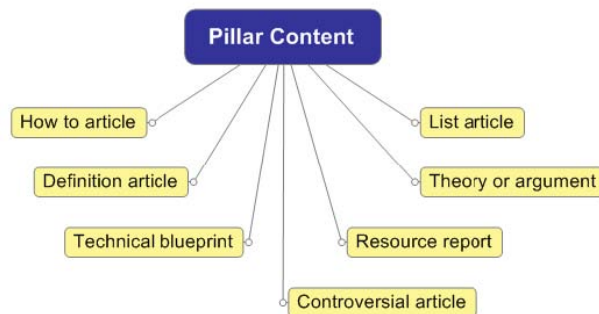 Pillar Content
How to article
List article
Definition article
Theory or argument
Technical blueprint
Resource report
Controversial article